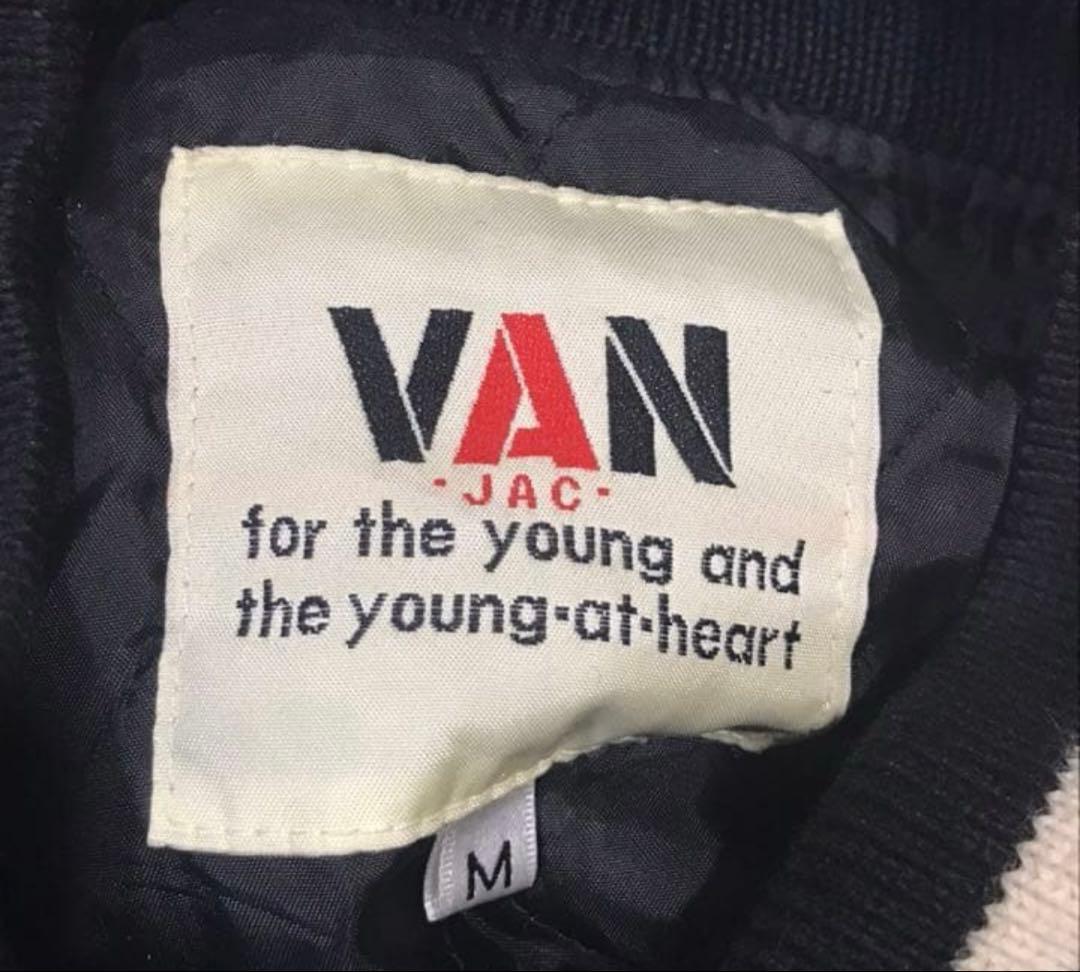 VAN
·JAC·
for the young and
the young-at-heart
M